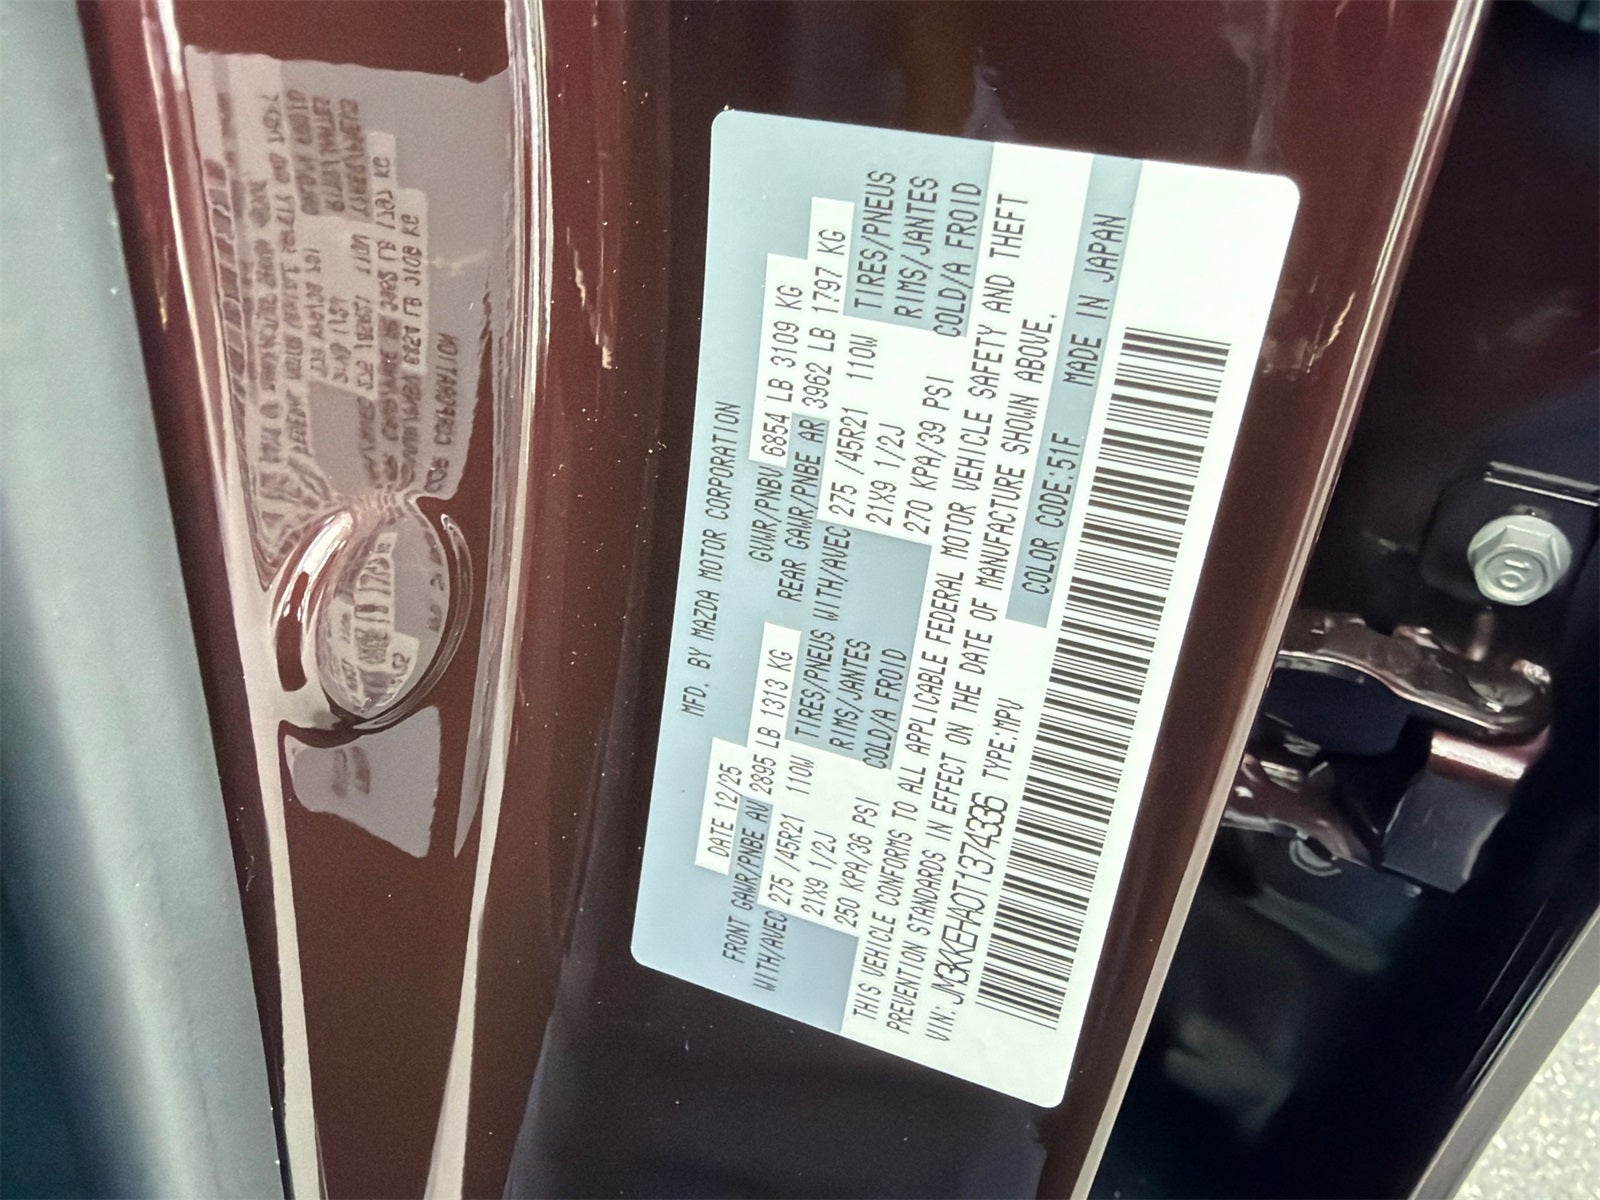 MFD. BY MAZDA MOTOR CORPORATION
DATE 12/25 GVWR/PNBV 6854 LB 3109 KG
FRONT GAWR/PNBE AV 2895 LB 1313 KG REAR GAWR/PNBE AR 3962 LB 1797 KG
WITH/AVEC 275 /45R21 110W TIRES/PNEUS WITH/AVEC 275 /45R21 110W TIRES/PNEUS
21X9 1/2J RIMS/JANTES 21X9 1/2J RIMS/JANTES
250 KPA/36 PSI COLD/A FROID 270 KPA/39 PSI COLD/A FROID
THIS VEHICLE CONFORMS TO ALL APPLICABLE FEDERAL MOTOR VEHICLE SAFETY AND THEFT
PREVENTION STANDARDS IN EFFECT ON THE DATE OF MANUFACTURE SHOWN ABOVE.
VIN: JM3KKEHA0T1374336 TYPE:MPV COLOR CODE:51F MADE IN JAPAN